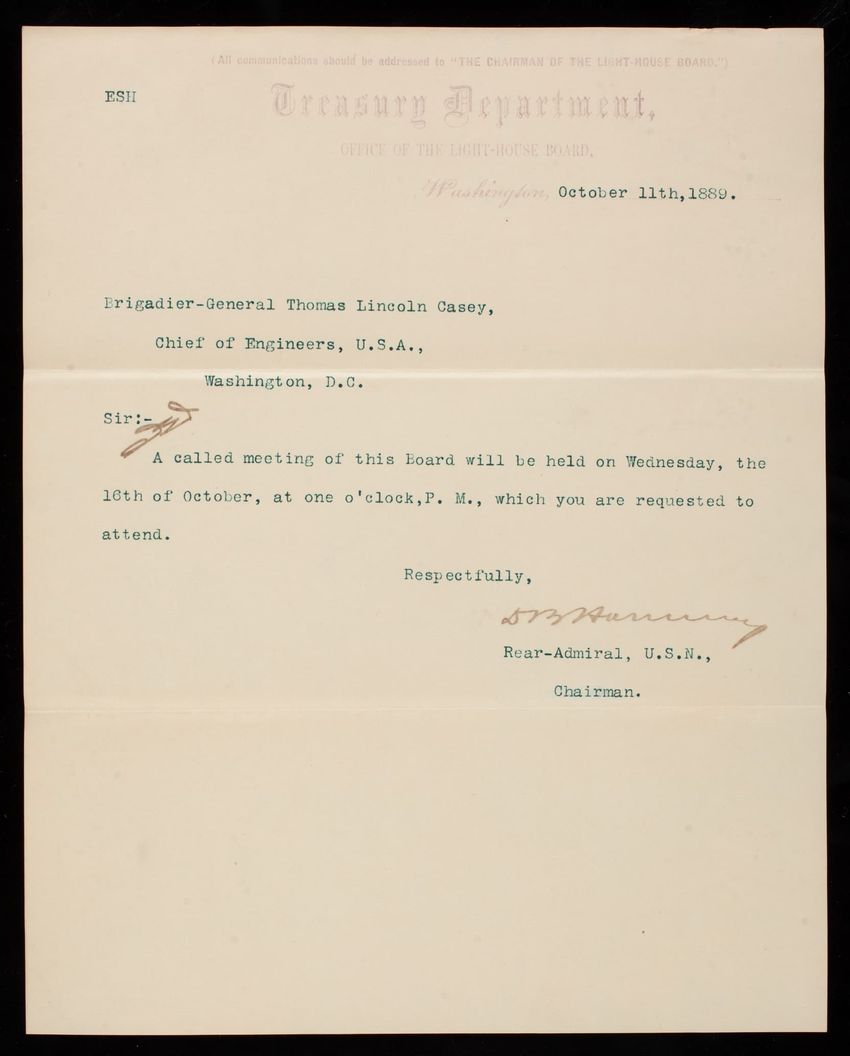 (All communications should be addressed to "THE CHAIRMAN OF THE LIGHT-HOUSE BOARD.")
ESH
Treasury Department,
OFFICE OF THE LIGHT-HOUSE BOARD,
Washington, October 11th,1889.
Brigadier-General Thomas Lincoln Casey,
Chief of Engineers, U.S.A.,
Washington, D.C.
Sir:-
A called meeting of this Board will be held on Wednesday, the
16th of October, at one o'clock,P. M., which you are requested to
attend.
Respectfully,
D B Harmony
Rear-Admiral, U.S.N.,
Chairman.